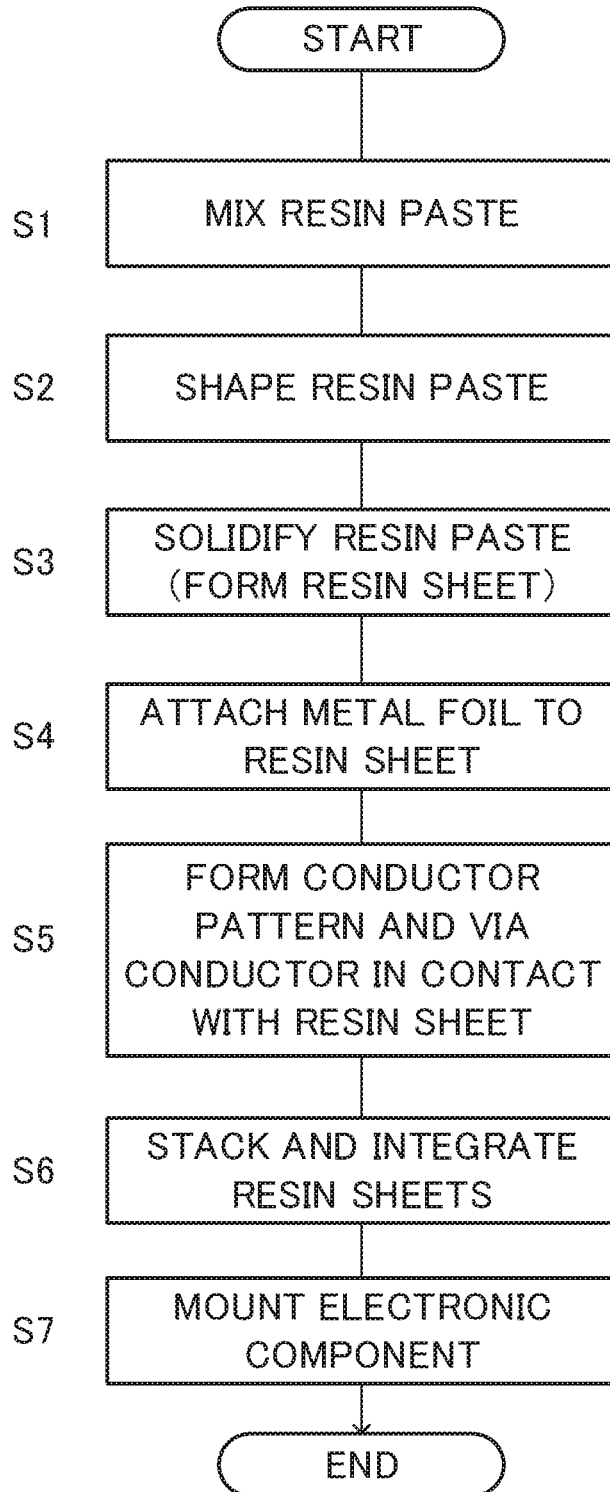 START
S1
MIX RESIN PASTE
S2
SHAPE RESIN PASTE
S3
SOLIDIFY RESIN PASTE
(FORM RESIN SHEET)
S4
ATTACH METAL FOIL TO
RESIN SHEET
S5
FORM CONDUCTOR
PATTERN AND VIA
CONDUCTOR IN CONTACT
WITH RESIN SHEET
S6
STACK AND INTEGRATE
RESIN SHEETS
S7
MOUNT ELECTRONIC
COMPONENT
END